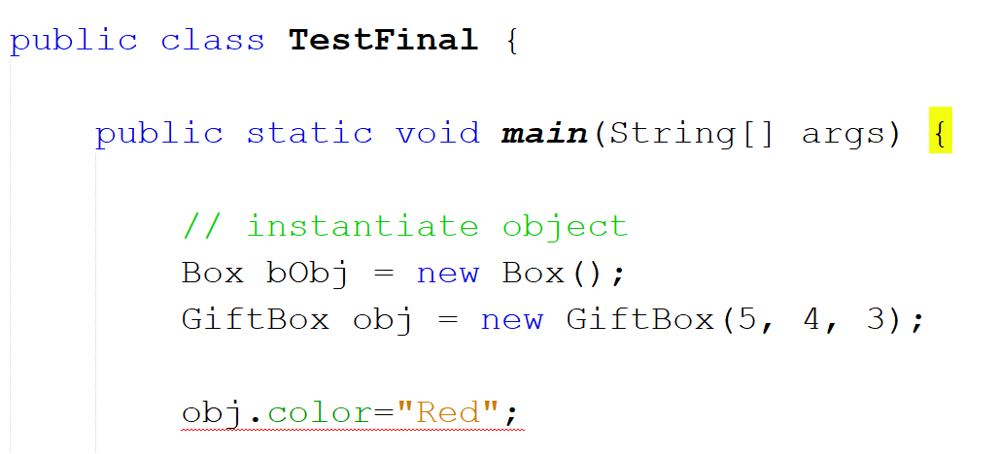 public class TestFinal {
public static void main(String[] args) {
// instantiate object
Box bObj = new Box();
GiftBox obj = new GiftBox(5, 4, 3);
obj.color="Red";